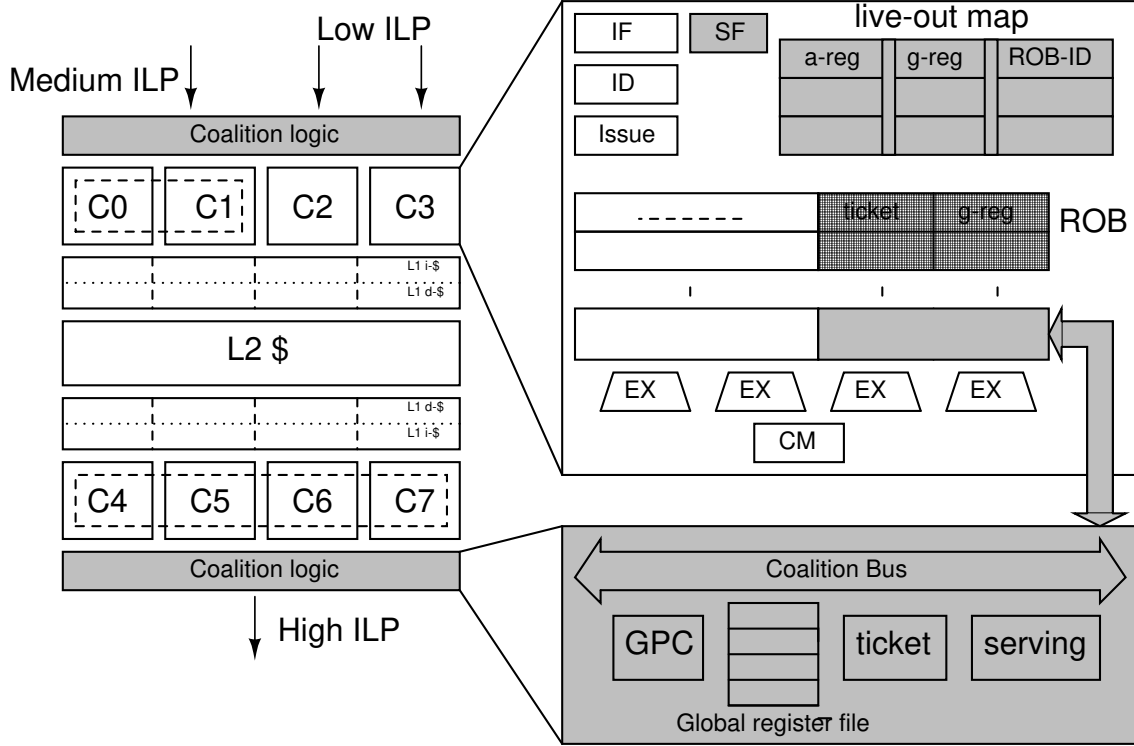 Low ILP
Medium ILP
Coalition logic
C0 C1 C2 C3
L1 i-$
L1 d-$
L2 $
L1 d-$
L1 i-$
C4 C5 C6 C7
Coalition logic
High ILP
IF SF
ID
Issue
live-out map
a-reg g-reg ROB-ID
ticket g-reg
ROB
EX EX EX EX
CM
Coalition Bus
GPC ticket serving
Global register file